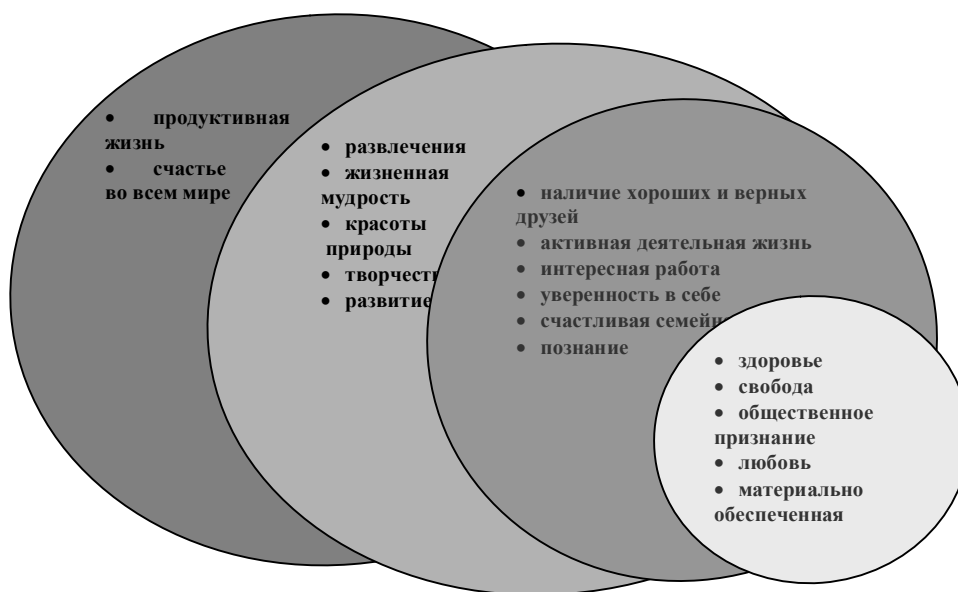 • продуктивная
жизнь
• счастье
во всем мире
• развлечения
• жизненная
мудрость
• красоты
природы
• творчеств
• развитие
• наличие хороших и верных
друзей
• активная деятельная жизнь
• интересная работа
• уверенность в себе
• счастливая семейн
• познание
• здоровье
• свобода
• общественное
признание
• любовь
• материально
обеспеченная